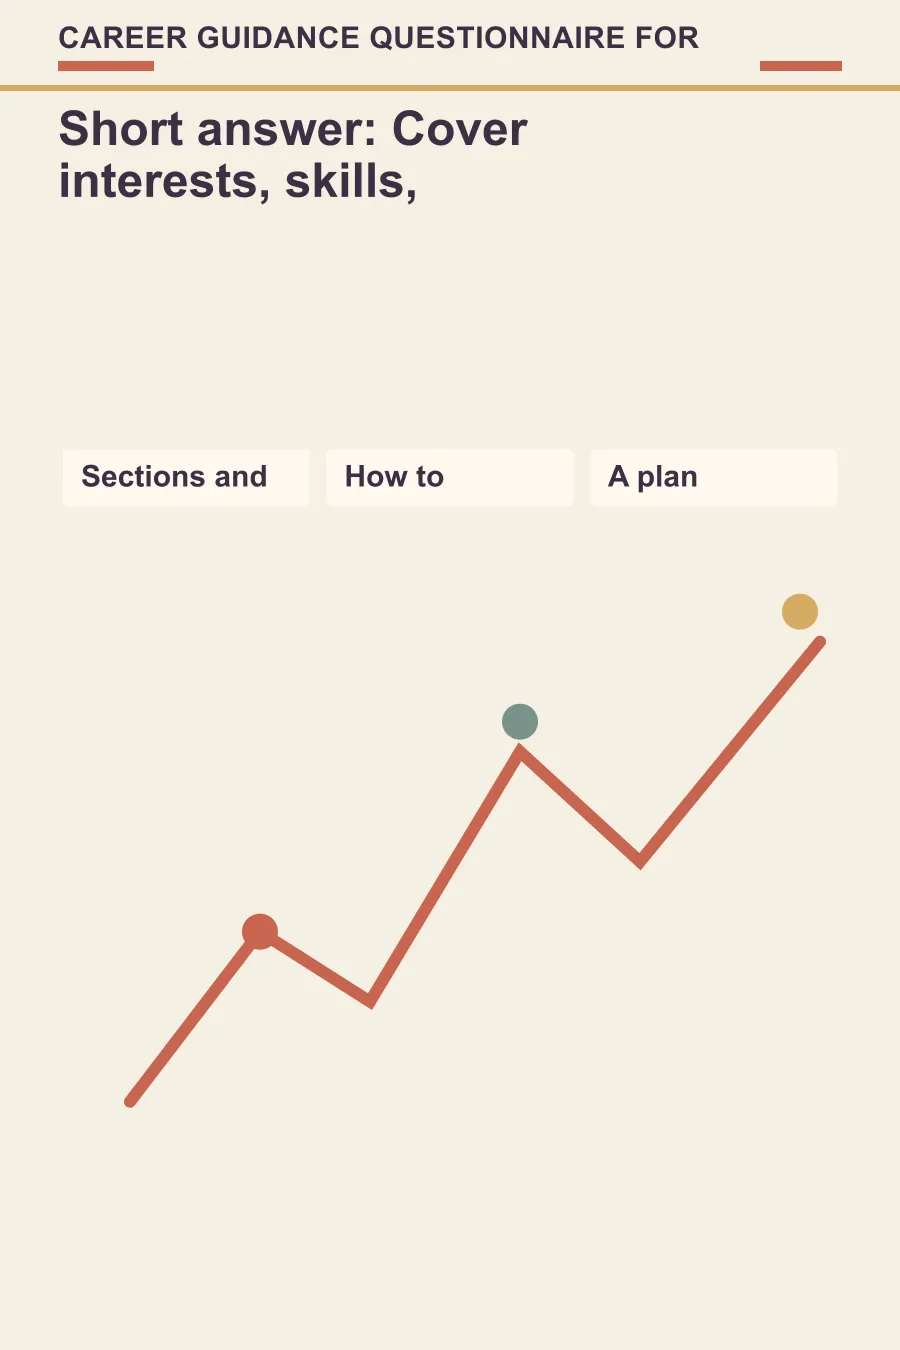 CAREER GUIDANCE QUESTIONNAIRE FOR
Short answer: Cover
interests, skills,
Sections and
How to
A plan